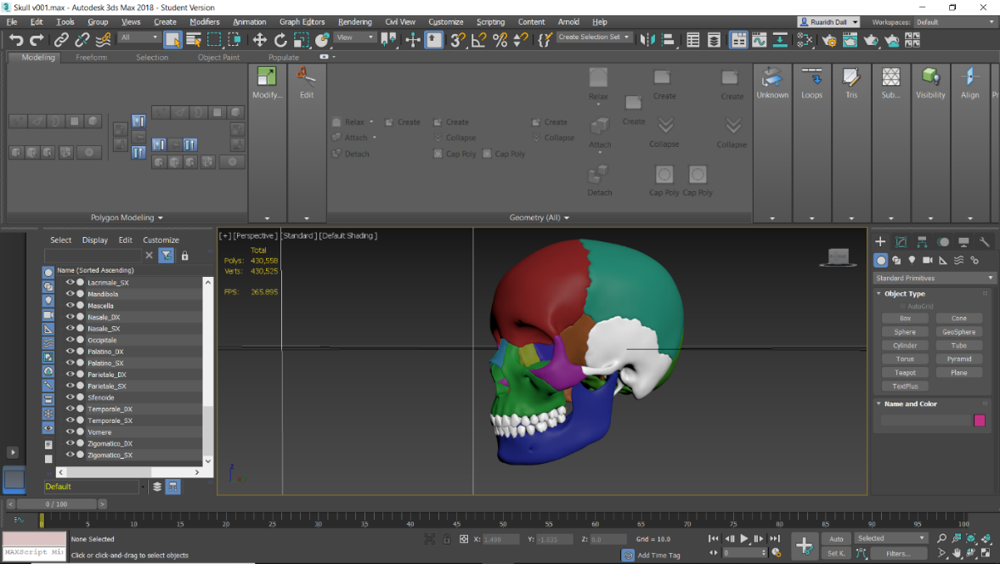 Skull v001.max - Autodesk 3ds Max 2018 - Student Version
File Edit Tools Group Views Create Modifiers Animation Graph Editors Rendering Civil View Customize Scripting Content Arnold Help Ruaridh Dall Workspaces: Default
All View Create Selection Set
Modeling Freeform Selection Object Paint Populate
Modify... Edit Relax Create Create Unknown Loops Tris Sub... Visibility Align
Relax Create Create Create Create
Attach Collapse Collapse Attach Collapse Collapse
Detach Cap Poly Cap Poly Detach Cap Poly Cap Poly
Polygon Modeling Geometry (All)
Select Display Edit Customize
Name (Sorted Ascending)
Lacrimale_SX
Mandibola
Mascella
Nasale_DX
Nasale_SX
Occipitale
Palatino_DX
Palatino_SX
Parietale_DX
Parietale_SX
Sfenoide
Temporale_DX
Temporale_SX
Vomere
Zigomatico_DX
Zigomatico_SX
Default
[+] [Perspective] [Standard] [Default Shading]
Total
Polys: 430,558
Verts: 430,525
FPS: 265.895
Standard Primitives
Object Type
AutoGrid
Box Cone
Sphere GeoSphere
Cylinder Tube
Torus Pyramid
Teapot Plane
TextPlus
Name and Color
0 / 100
0 5 10 15 20 25 30 35 40 45 50 55 60 65 70 75 80 85 90 95 100
None Selected X: 1.499 Y: -1.035 Z: 0.0 Grid = 10.0 Auto Selected
MAXScript Mi Click or click-and-drag to select objects Add Time Tag 0 Set K. Filters...